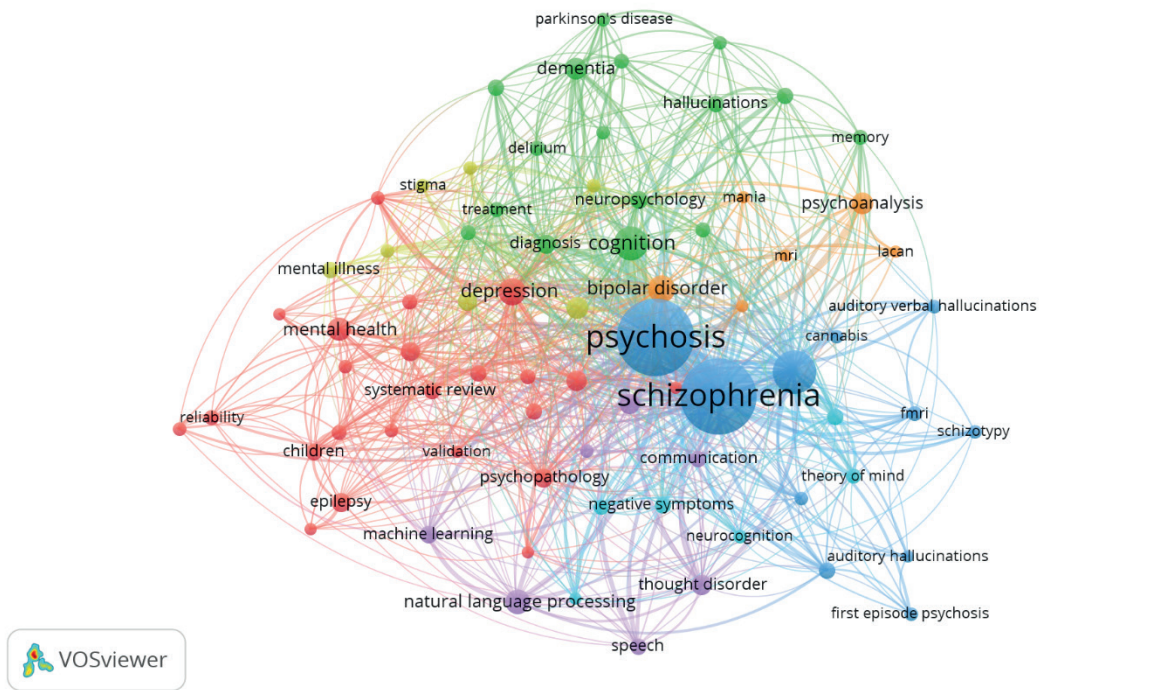 parkinson's disease
dementia
hallucinations
memory
delirium
stigma
treatment
neuropsychology
mania
psychoanalysis
diagnosis
cognition
mri
lacan
mental illness
depression
bipolar disorder
auditory verbal hallucinations
mental health
psychosis
cannabis
systematic review
schizophrenia
reliability
fmri
schizotypy
children
validation
communication
psychopathology
theory of mind
epilepsy
negative symptoms
machine learning
neurocognition
auditory hallucinations
thought disorder
natural language processing
first episode psychosis
speech
VOSviewer